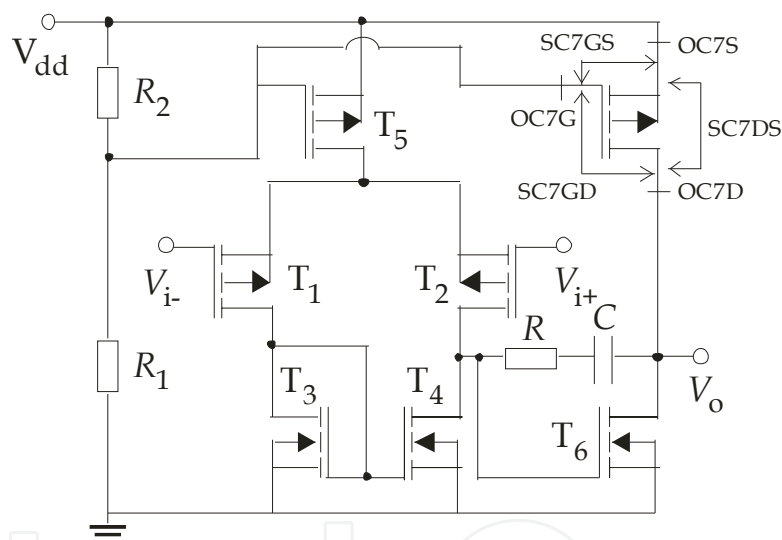 V_dd
SC7GS
OC7S
R_2
T_5
OC7G
SC7DS
SC7GD
OC7D
V_i-
T_1
T_2
V_i+
R
C
R_1
T_3
T_4
T_6
V_o